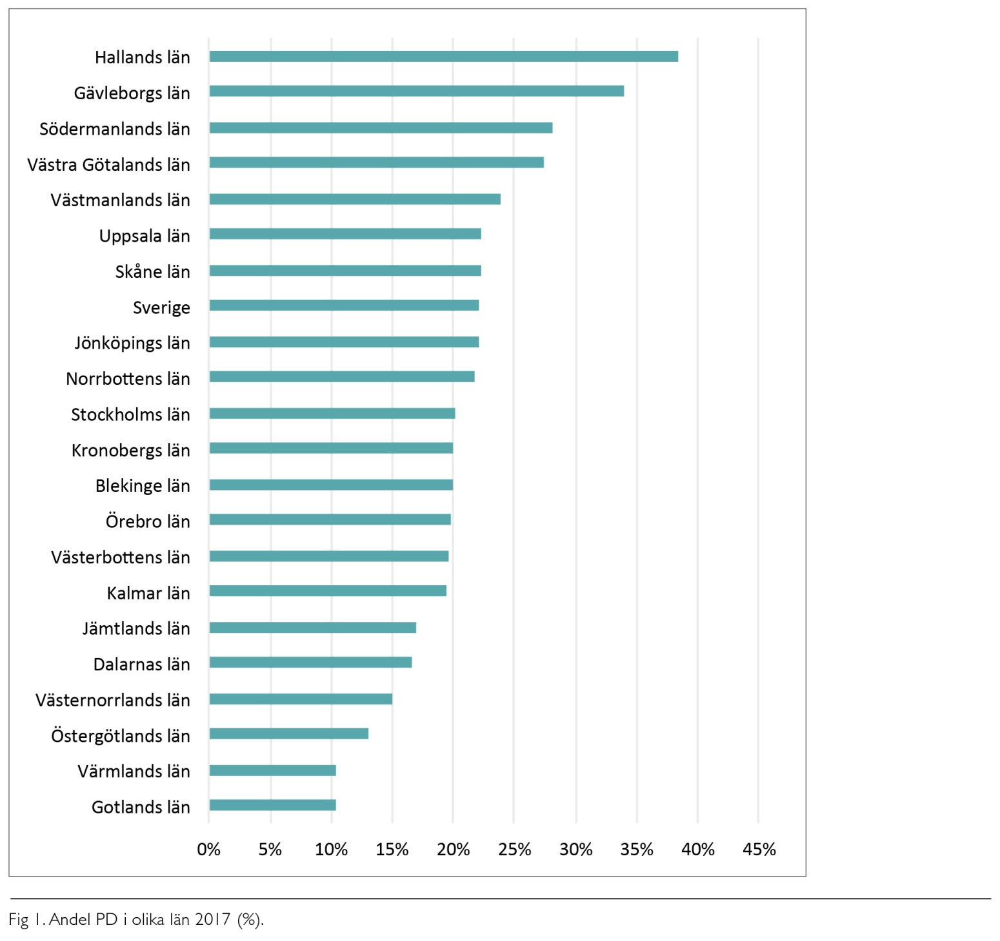 Hallands län
Gävleborgs län
Södermanlands län
Västra Götalands län
Västmanlands län
Uppsala län
Skåne län
Sverige
Jönköpings län
Norrbottens län
Stockholms län
Kronobergs län
Blekinge län
Örebro län
Västerbottens län
Kalmar län
Jämtlands län
Dalarnas län
Västernorrlands län
Östergötlands län
Värmlands län
Gotlands län
0% 5% 10% 15% 20% 25% 30% 35% 40% 45%
Fig 1. Andel PD i olika län 2017 (%).